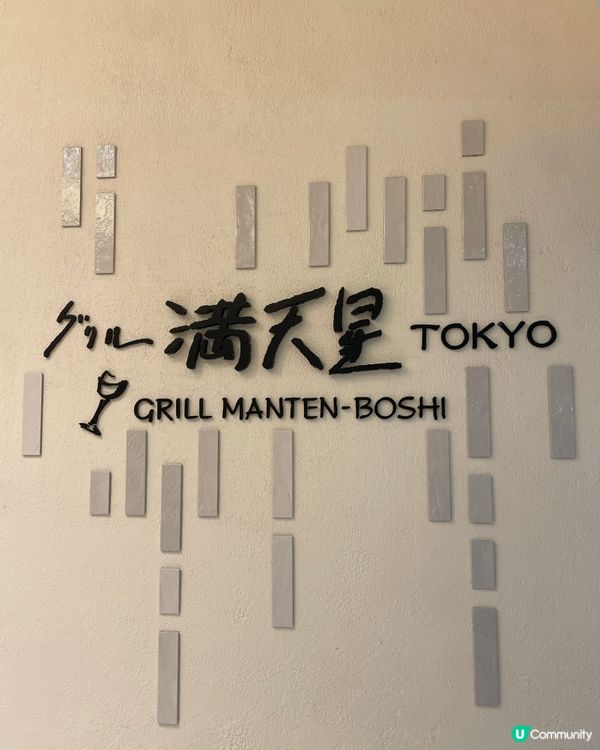 グリル 満天星 TOKYO
GRILL MANTEN-BOSHI
U Community